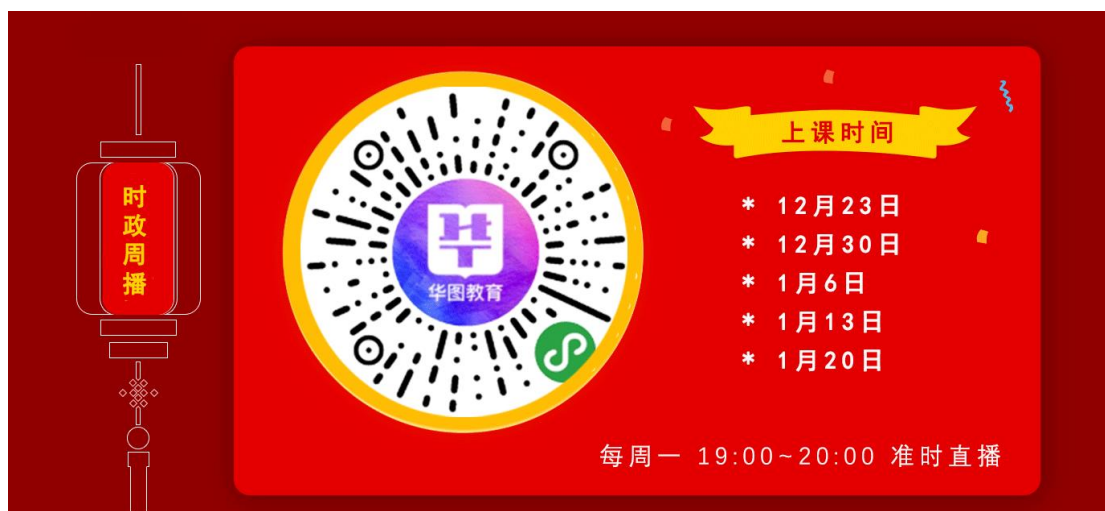 时政周播
华图教育
上课时间
* 12月23日
* 12月30日
* 1月6日
* 1月13日
* 1月20日
每周一 19:00~20:00 准时直播